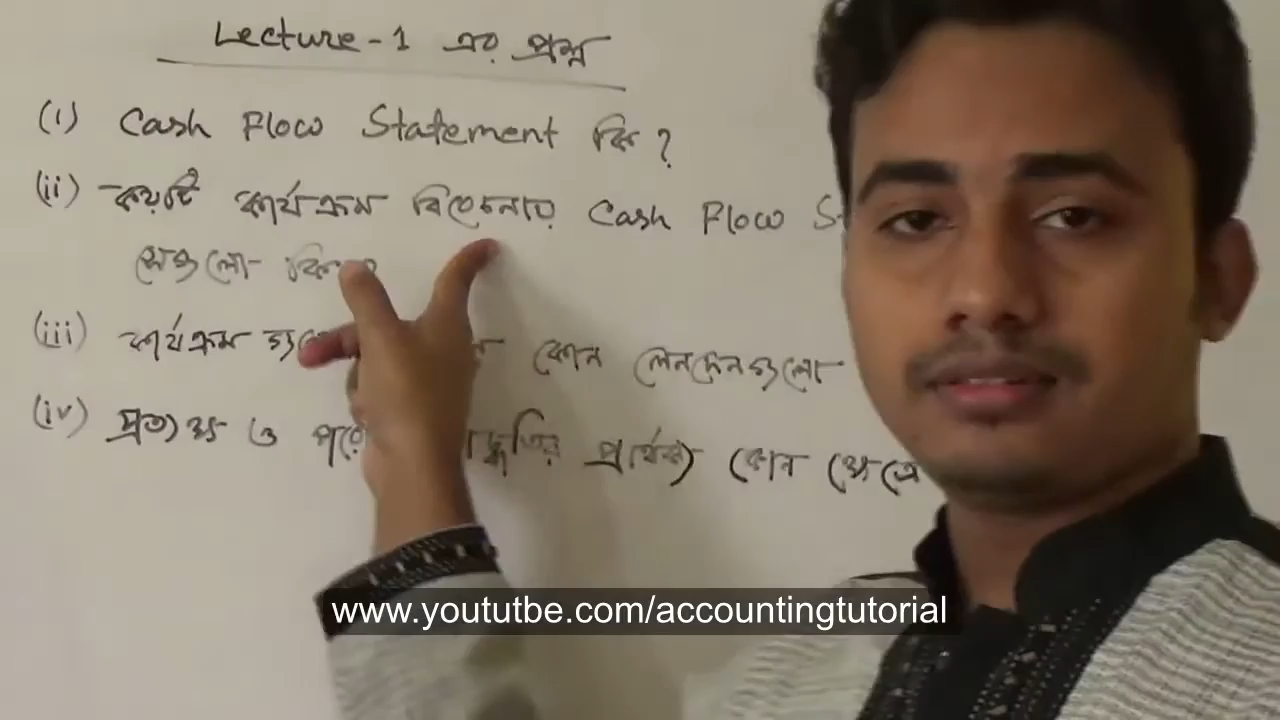 Lecture-1 এর প্রশ্ন
(i) Cash Flow Statement কি?
(ii) কয়টি কার্যক্রম বিবেচনায় Cash Flow
সেগুলো কি
(iii) কার্যক্রম কোন লেনদেনগুলো
(iv) প্রত্যক্ষ ও পদ্ধতির পার্থক্য কোন ক্ষেত্রে
www.yoututbe.com/accountingtutorial